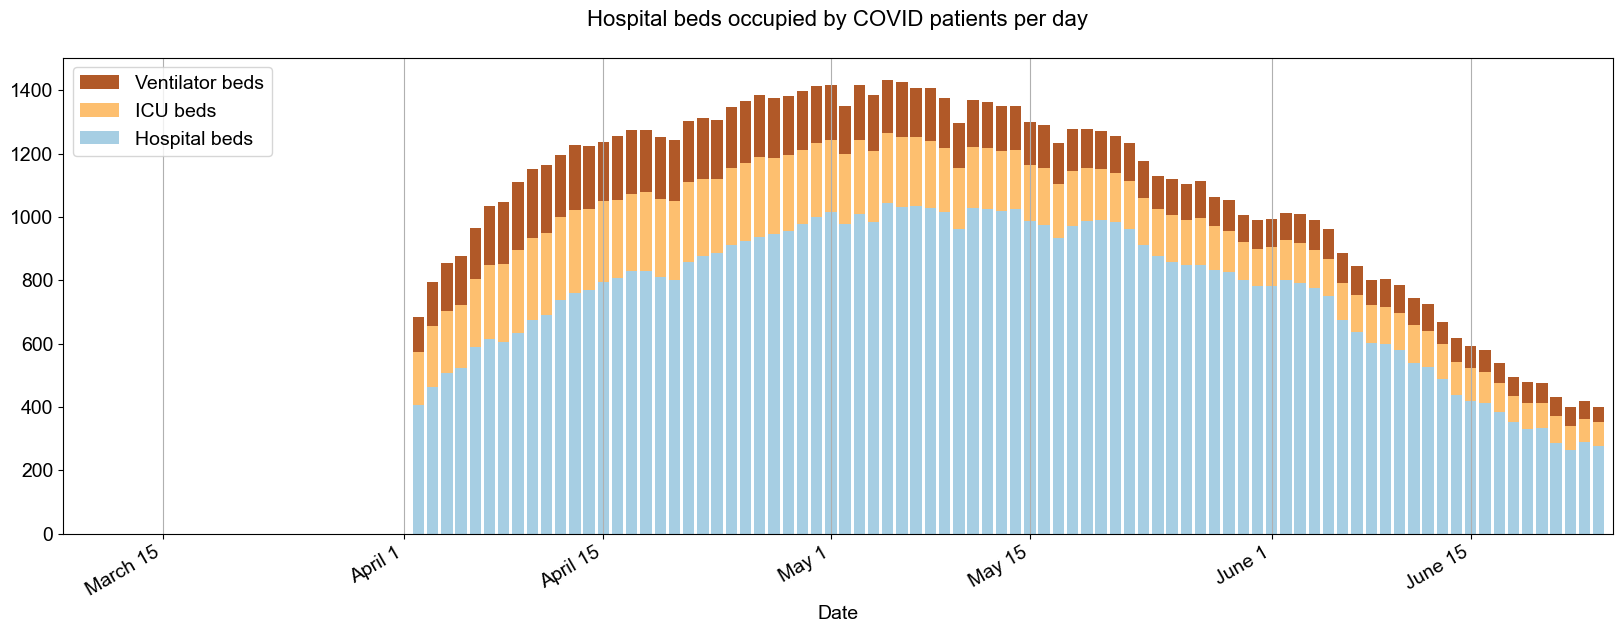 Hospital beds occupied by COVID patients per day
Ventilator beds
ICU beds
Hospital beds
1400
1200
1000
800
600
400
200
0
March 15
April 1
April 15
May 1
May 15
June 1
June 15
Date